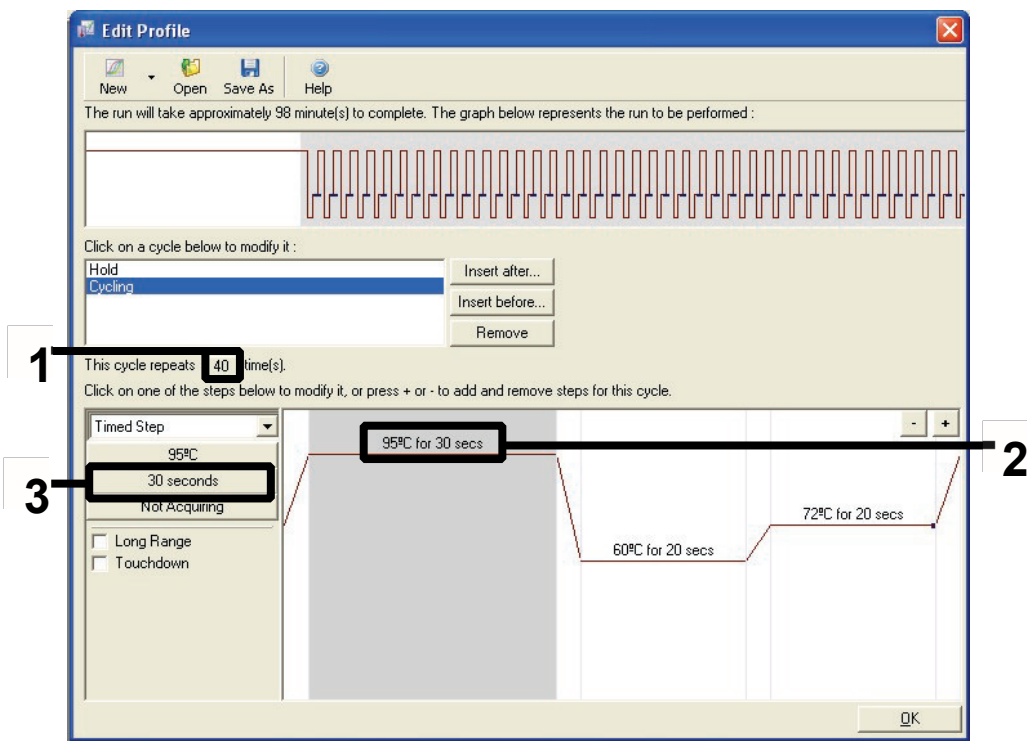 Edit Profile
New Open Save As Help
The run will take approximately 98 minute(s) to complete. The graph below represents the run to be performed :
Click on a cycle below to modify it :
Hold
Cycling
Insert after...
Insert before...
Remove
1
This cycle repeats 40 time(s).
Click on one of the steps below to modify it, or press + or - to add and remove steps for this cycle.
Timed Step
- +
95ºC for 30 secs
2
95ºC
3
30 seconds
Not Acquiring
72ºC for 20 secs
Long Range
60ºC for 20 secs
Touchdown
OK